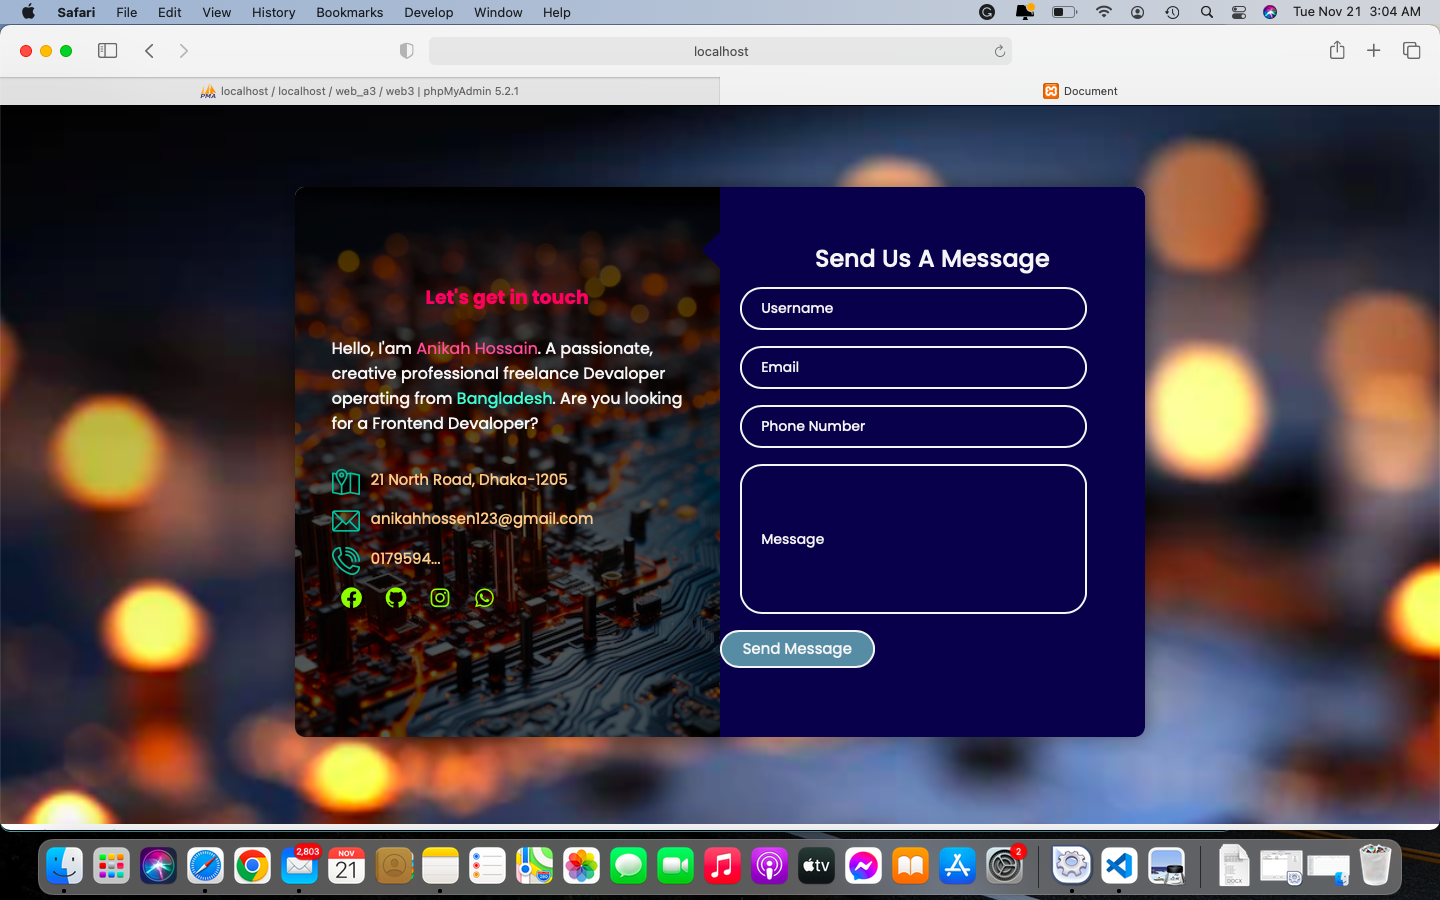 Safari File Edit View History Bookmarks Develop Window Help Tue Nov 21 3:04 AM
localhost
PMA localhost / localhost / web_a3 / web3 | phpMyAdmin 5.2.1 Document
Let's get in touch
Hello, I'am Anikah Hossain. A passionate,
creative professional freelance Devaloper
operating from Bangladesh. Are you looking
for a Frontend Devaloper?
21 North Road, Dhaka-1205
anikahhossen123@gmail.com
0179594...
Send Us A Message
Username
Email
Phone Number
Message
Send Message
2,803
NOV
21
tv
2
DOCX